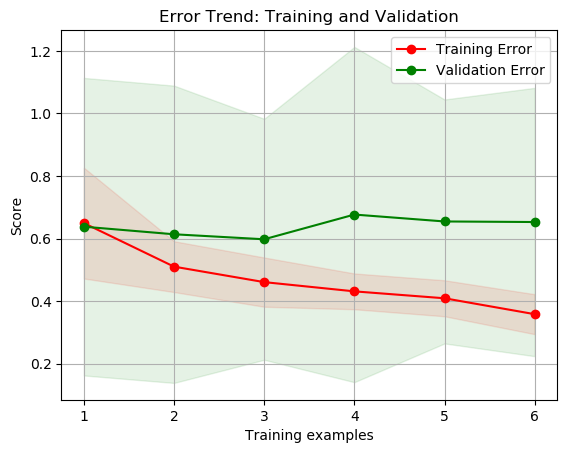 Error Trend: Training and Validation
Training Error
Validation Error
Score
1.2
1.0
0.8
0.6
0.4
0.2
1 2 3 4 5 6
Training examples